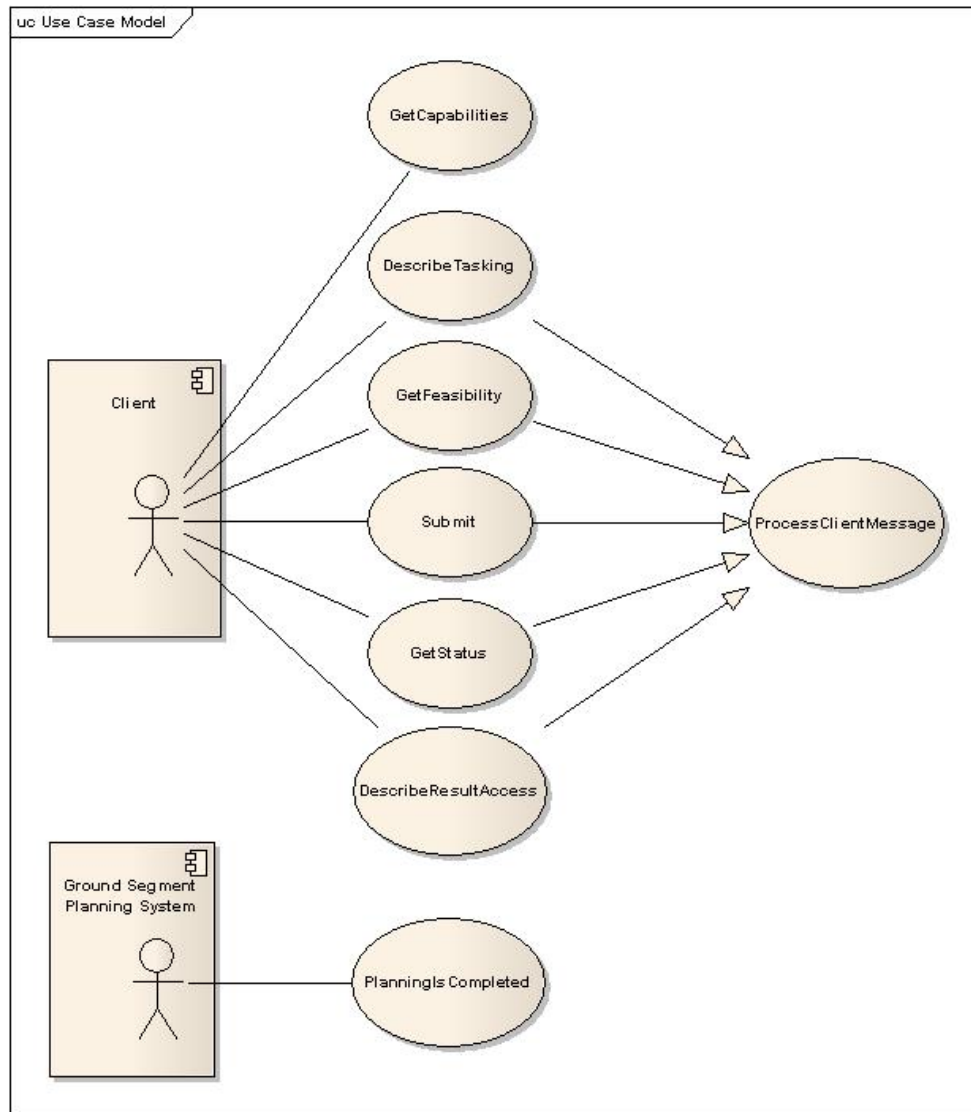 uc Use Case Model
GetCapabilities
DescribeTasking
GetFeasibility
Client
Submit
ProcessClientMessage
GetStatus
DescribeResultAccess
Ground Segment
Planning System
PlanningIsCompleted